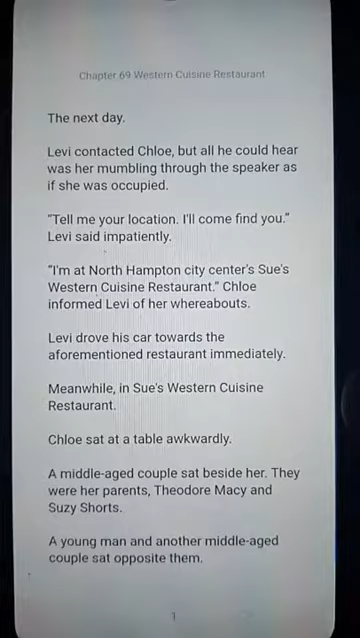 Chapter 69 Western Cuisine Restaurant
The next day.
Levi contacted Chloe, but all he could hear
was her mumbling through the speaker as
if she was occupied.
"Tell me your location. I'll come find you."
Levi said impatiently.
"I'm at North Hampton city center's Sue's
Western Cuisine Restaurant." Chloe
informed Levi of her whereabouts.
Levi drove his car towards the
aforementioned restaurant immediately.
Meanwhile, in Sue's Western Cuisine
Restaurant.
Chloe sat at a table awkwardly.
A middle-aged couple sat beside her. They
were her parents, Theodore Macy and
Suzy Shorts.
A young man and another middle-aged
couple sat opposite them.
1